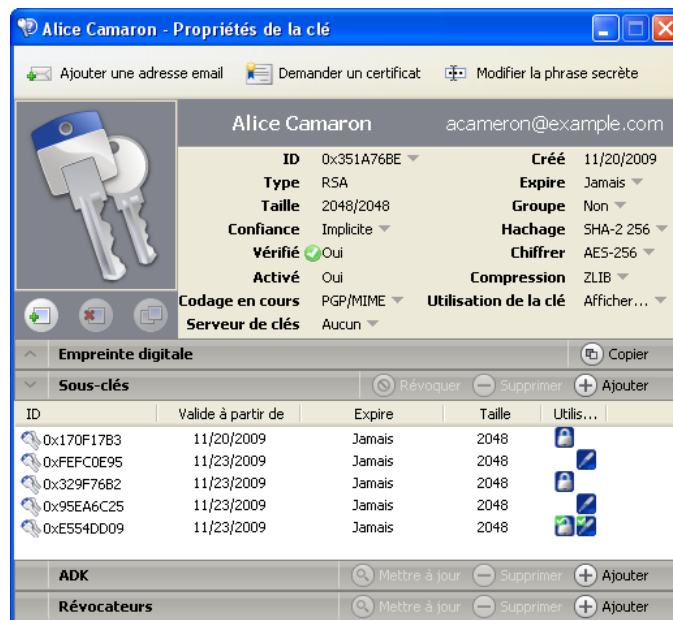 Alice Camaron - Propriétés de la clé
Ajouter une adresse email Demander un certificat Modifier la phrase secrète
Alice Camaron acameron@example.com
ID 0x351A76BE Créé 11/20/2009
Type RSA Expire Jamais
Taille 2048/2048 Groupe Non
Confiance Implicite Hachage SHA-2 256
Vérifié Oui Chiffrer AES-256
Activé Oui Compression ZLIB
Codage en cours PGP/MIME Utilisation de la clé Afficher...
Serveur de clés Aucun
Empreinte digitale Copier
Sous-clés Révoquer Supprimer Ajouter
ID Valide à partir de Expire Taille Utilis...
0x170F17B3 11/20/2009 Jamais 2048
0xFEFC0E95 11/23/2009 Jamais 2048
0x329F76B2 11/23/2009 Jamais 2048
0x95EA6C25 11/23/2009 Jamais 2048
0xE554DD09 11/23/2009 Jamais 2048
ADK Mettre à jour Supprimer Ajouter
Révocateurs Mettre à jour Supprimer Ajouter